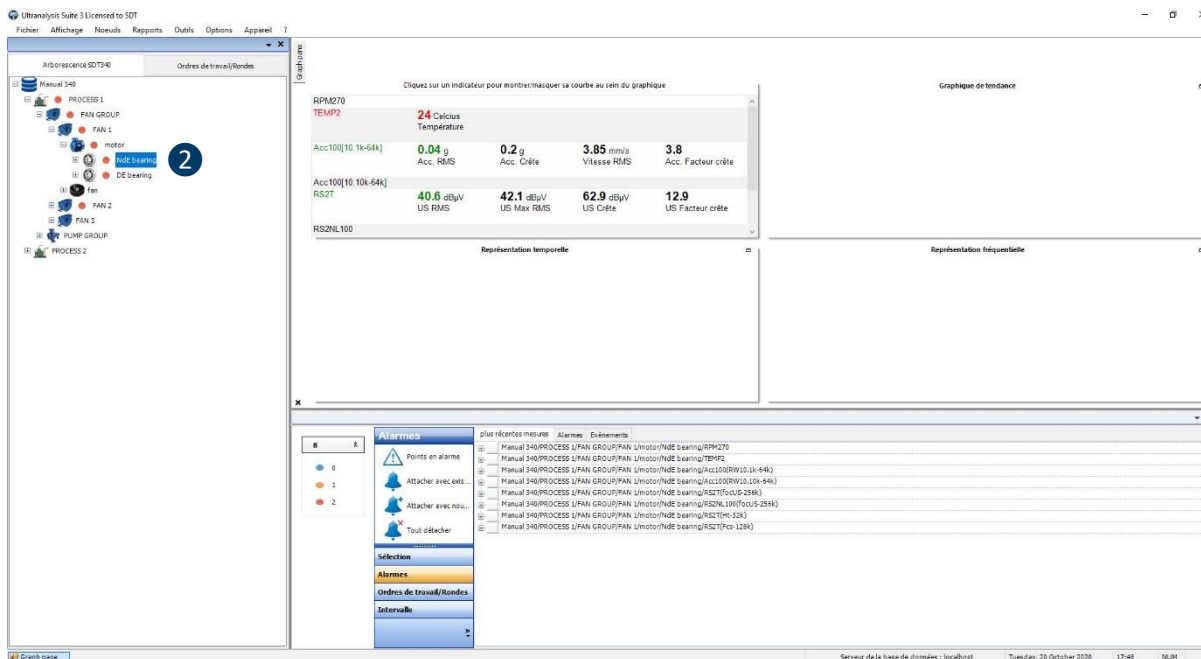 Ultranalysis Suite 3 Licensed to SDT
Fichier Affichage Noeuds Rapports Outils Options Appareil ?
Arborescence SDT340
Ordres de travail/Rondes
Manual 340
PROCESS 1
FAN GROUP
FAN 1
motor
NdE bearing
2
DE bearing
fan
FAN 2
FAN 3
PUMP GROUP
PROCESS 2
Graph pane
Cliquez sur un indicateur pour montrer/masquer sa courbe au sein du graphique
RPM270
TEMP2 24 Celcius
Température
Acc100[10.1k-64k] 0.04 g 0.2 g 3.85 mm/s 3.8
Acc. RMS Acc. Crête Vitesse RMS Acc. Facteur crête
Acc100[10.10k-64k]
RS2T 40.6 dBµV 42.1 dBµV 62.9 dBµV 12.9
US RMS US Max RMS US Crête US Facteur crête
RS2NL100
Graphique de tendance
Représentation temporelle
Représentation fréquentielle
6
0
1
2
Alarmes
Points en alarme
Attacher avec exis...
Attacher avec nou...
Tout détacher
Sélection
Alarmes
Ordres de travail/Rondes
Intervalle
plus récentes mesures Alarmes Evènements
Manual 340/PROCESS 1/FAN GROUP/FAN 1/motor/NdE bearing/RPM270
Manual 340/PROCESS 1/FAN GROUP/FAN 1/motor/NdE bearing/TEMP2
Manual 340/PROCESS 1/FAN GROUP/FAN 1/motor/NdE bearing/Acc100(RW10.1k-64k)
Manual 340/PROCESS 1/FAN GROUP/FAN 1/motor/NdE bearing/Acc100(RW10.10k-64k)
Manual 340/PROCESS 1/FAN GROUP/FAN 1/motor/NdE bearing/RS2T(focUS-256k)
Manual 340/PROCESS 1/FAN GROUP/FAN 1/motor/NdE bearing/RS2NL100(focUS-256k)
Manual 340/PROCESS 1/FAN GROUP/FAN 1/motor/NdE bearing/RS2T(Ht-32k)
Manual 340/PROCESS 1/FAN GROUP/FAN 1/motor/NdE bearing/RS2T(Fcs-128k)
Graph pane
Serveur de la base de données : localhost Tuesday, 20 October 2020 17:48 NUM